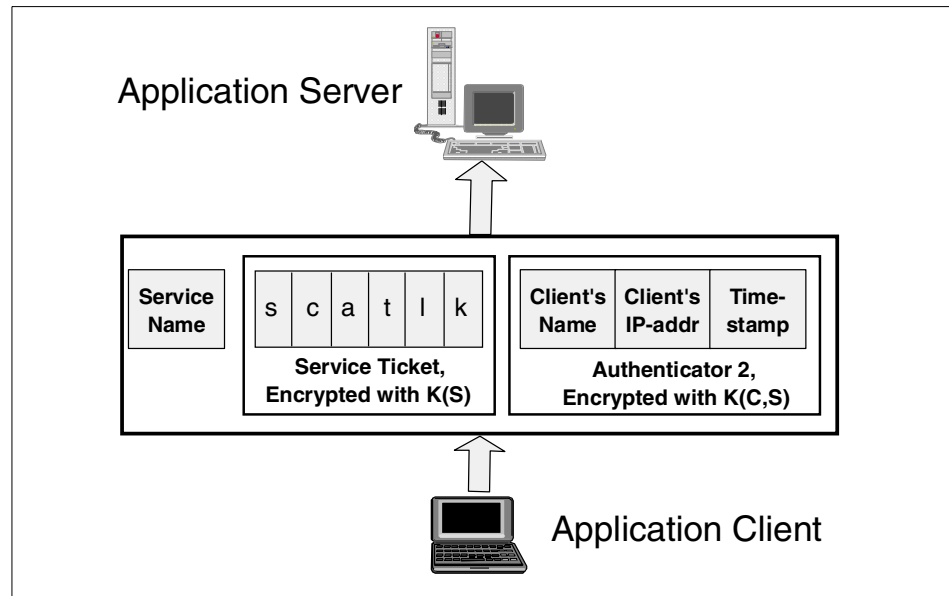 Application Server
Service
Name
s c a t l k
Service Ticket,
Encrypted with K(S)
Client's
Name
Client's
IP-addr
Time-
stamp
Authenticator 2,
Encrypted with K(C,S)
Application Client